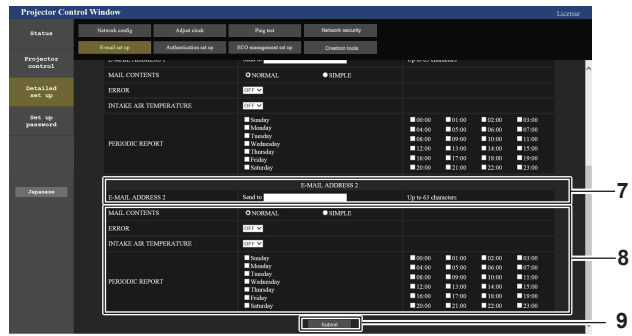 Projector Control Window
License
Status
Network config
Adjust clock
Ping test
Network security
E-mail set up
Authentication set up
ECO management set up
Crestron tools
Projector
control
Detailed
set up
Set up
password
Japanese
E-MAIL ADDRESS 1 Send to Up to 63 characters
MAIL CONTENTS NORMAL SIMPLE
ERROR OFF
INTAKE AIR TEMPERATURE OFF
PERIODIC REPORT
Sunday 00:00 01:00 02:00 03:00
Monday 04:00 05:00 06:00 07:00
Tuesday 08:00 09:00 10:00 11:00
Wednesday 12:00 13:00 14:00 15:00
Thursday
Friday 16:00 17:00 18:00 19:00
Saturday 20:00 21:00 22:00 23:00
E-MAIL ADDRESS 2
E-MAIL ADDRESS 2 Send to Up to 63 characters
7
MAIL CONTENTS NORMAL SIMPLE
ERROR OFF
INTAKE AIR TEMPERATURE OFF
8
PERIODIC REPORT
Sunday 00:00 01:00 02:00 03:00
Monday 04:00 05:00 06:00 07:00
Tuesday 08:00 09:00 10:00 11:00
Wednesday 12:00 13:00 14:00 15:00
Thursday
Friday 16:00 17:00 18:00 19:00
Saturday 20:00 21:00 22:00 23:00
Submit
9